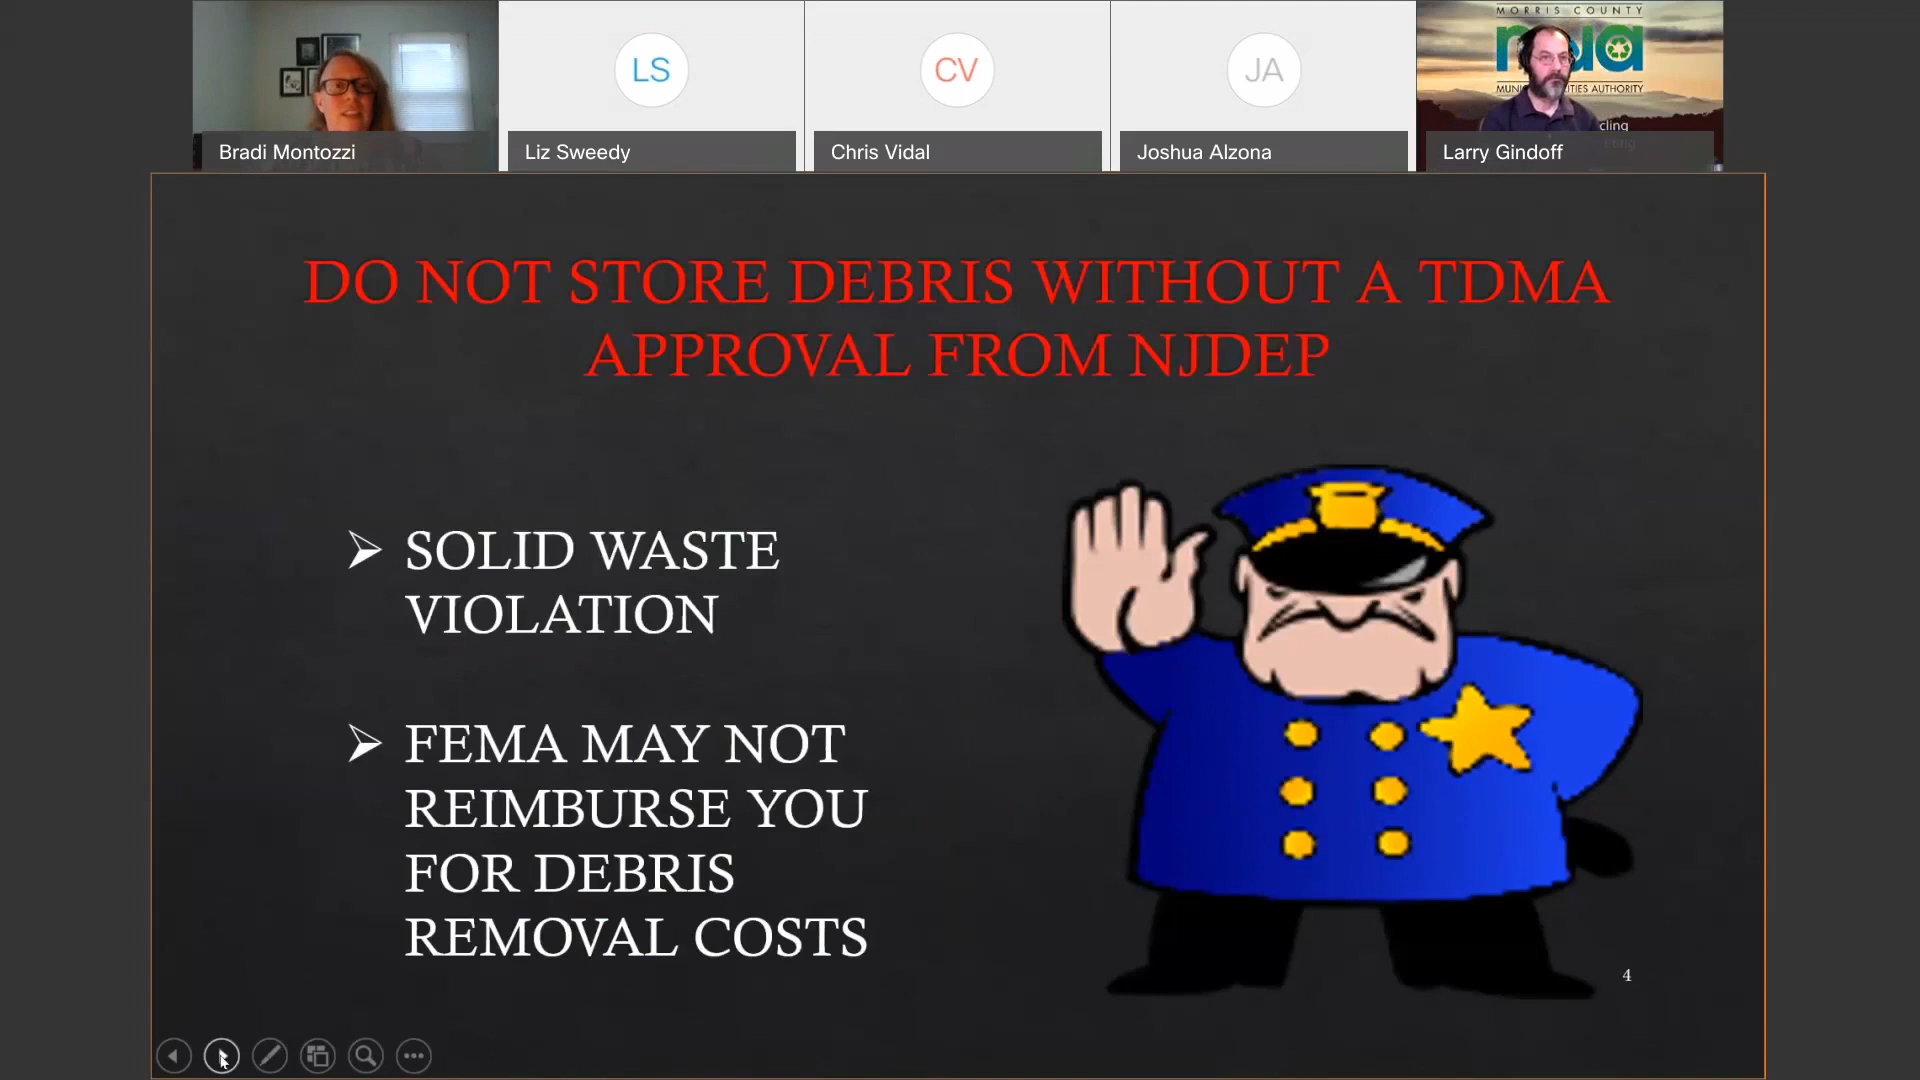 MORRIS COUNTY
LS
CV
JA
cling
Bradi Montozzi
Liz Sweedy
Chris Vidal
Joshua Alzona
Larry Gindoff
DO NOT STORE DEBRIS WITHOUT A TDMA
APPROVAL FROM NJDEP
➢ SOLID WASTE
VIOLATION
➢ FEMA MAY NOT
REIMBURSE YOU
FOR DEBRIS
REMOVAL COSTS
4